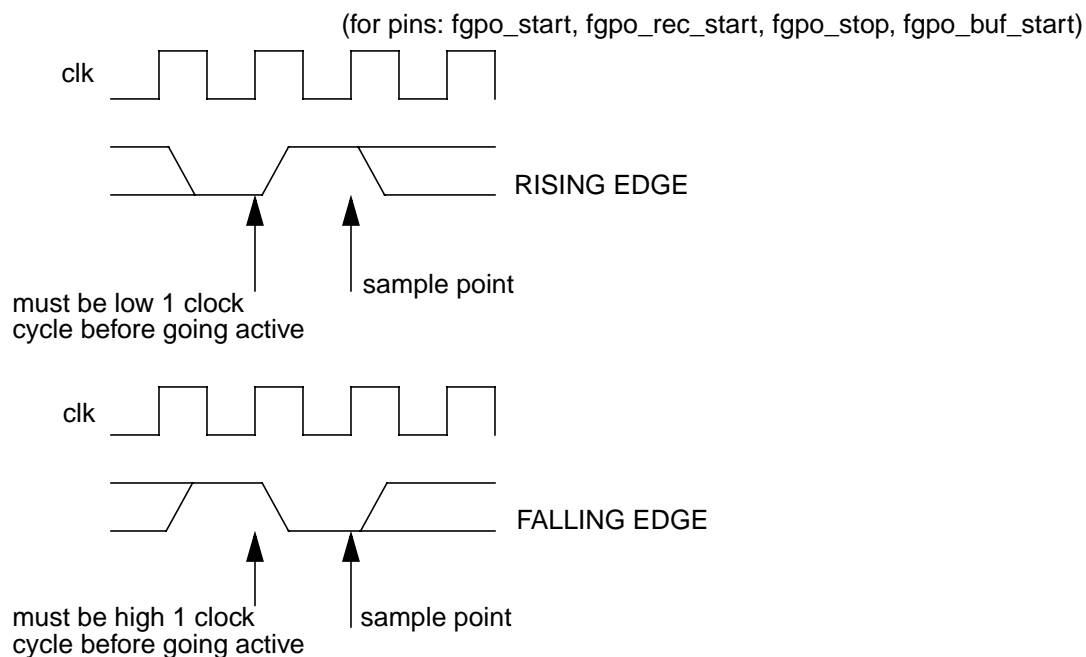 (for pins: fgpo_start, fgpo_rec_start, fgpo_stop, fgpo_buf_start)
clk
RISING EDGE
sample point
must be low 1 clock
cycle before going active
clk
FALLING EDGE
must be high 1 clock
cycle before going active
sample point